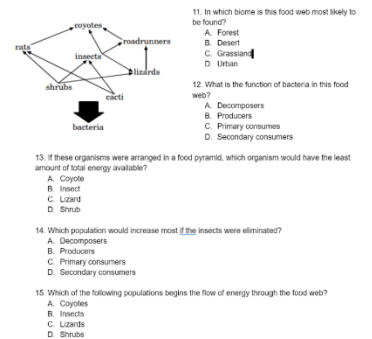 coyotes
roadrunners
rats
insects
lizards
shrubs
cacti
bacteria
11. In which biome is this food web most likely to
be found?
A. Forest
B. Desert
C. Grassland
D. Urban
12. What is the function of bacteria in this food
web?
A. Decomposers
B. Producers
C. Primary consumes
D. Secondary consumers
13. If these organisms were arranged in a food pyramid, which organism would have the least
amount of total energy available?
A. Coyote
B. Insect
C. Lizard
D. Shrub
14. Which population would increase most if the insects were eliminated?
A. Decomposers
B. Producers
C. Primary consumers
D. Secondary consumers
15. Which of the following populations begins the flow of energy through the food web?
A. Coyotes
B. Insects
C. Lizards
D. Shrubs